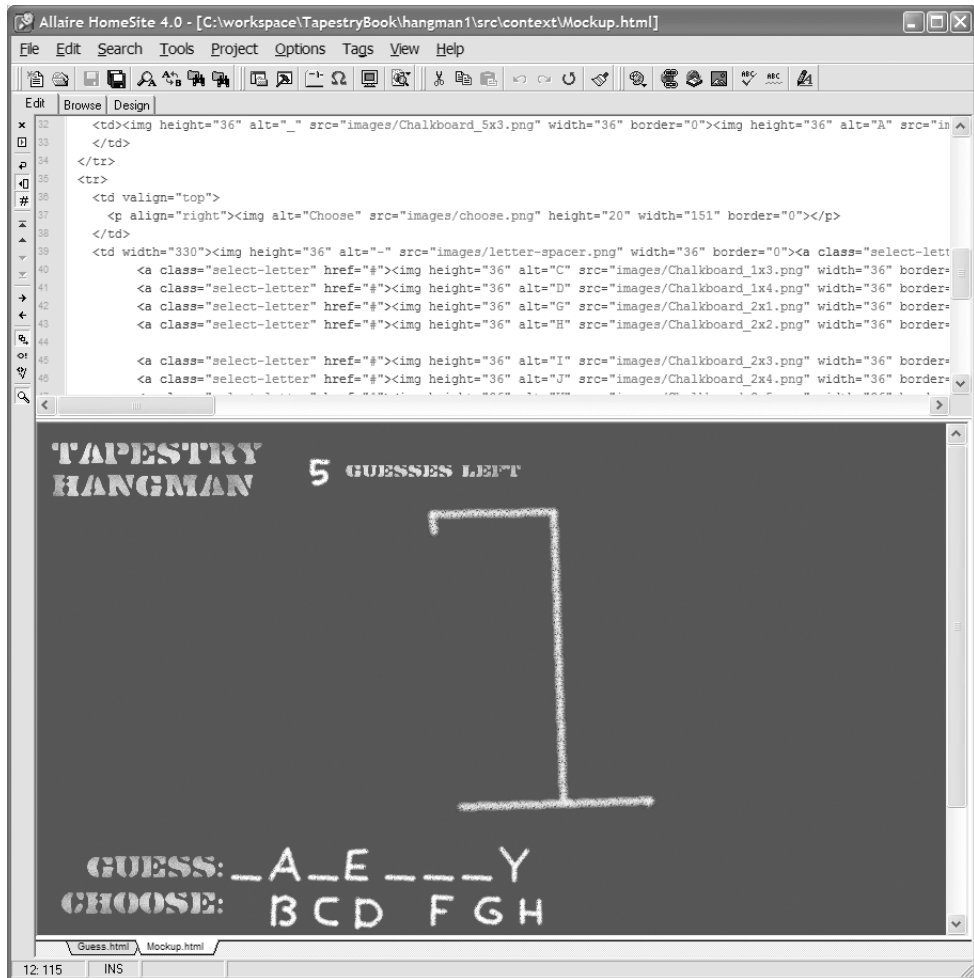 Allaire HomeSite 4.0 - [C:\workspace\TapestryBook\hangman1\src\context\Mockup.html]
File Edit Search Tools Project Options Tags View Help
Edit Browse Design
32 <td><img height="36" alt="_" src="images/Chalkboard_5x3.png" width="36" border="0"><img height="36" alt="A" src="im
33 </td>
34 </tr>
35 <tr>
36 <td valign="top">
37 <p align="right"><img alt="Choose" src="images/choose.png" height="20" width="151" border="0"></p>
38 </td>
39 <td width="330"><img height="36" alt="-" src="images/letter-spacer.png" width="36" border="0"><a class="select-lett
40 <a class="select-letter" href="#"><img height="36" alt="C" src="images/Chalkboard_1x3.png" width="36" border=
41 <a class="select-letter" href="#"><img height="36" alt="D" src="images/Chalkboard_1x4.png" width="36" border=
42 <a class="select-letter" href="#"><img height="36" alt="G" src="images/Chalkboard_2x1.png" width="36" border=
43 <a class="select-letter" href="#"><img height="36" alt="H" src="images/Chalkboard_2x2.png" width="36" border=
44
45 <a class="select-letter" href="#"><img height="36" alt="I" src="images/Chalkboard_2x3.png" width="36" border=
46 <a class="select-letter" href="#"><img height="36" alt="J" src="images/Chalkboard_2x4.png" width="36" border=
TAPESTRY
HANGMAN
5 GUESSES LEFT
GUESS: _ A _ E _ _ _ Y
CHOOSE: B C D F G H
Guess.html Mockup.html
12: 115 INS